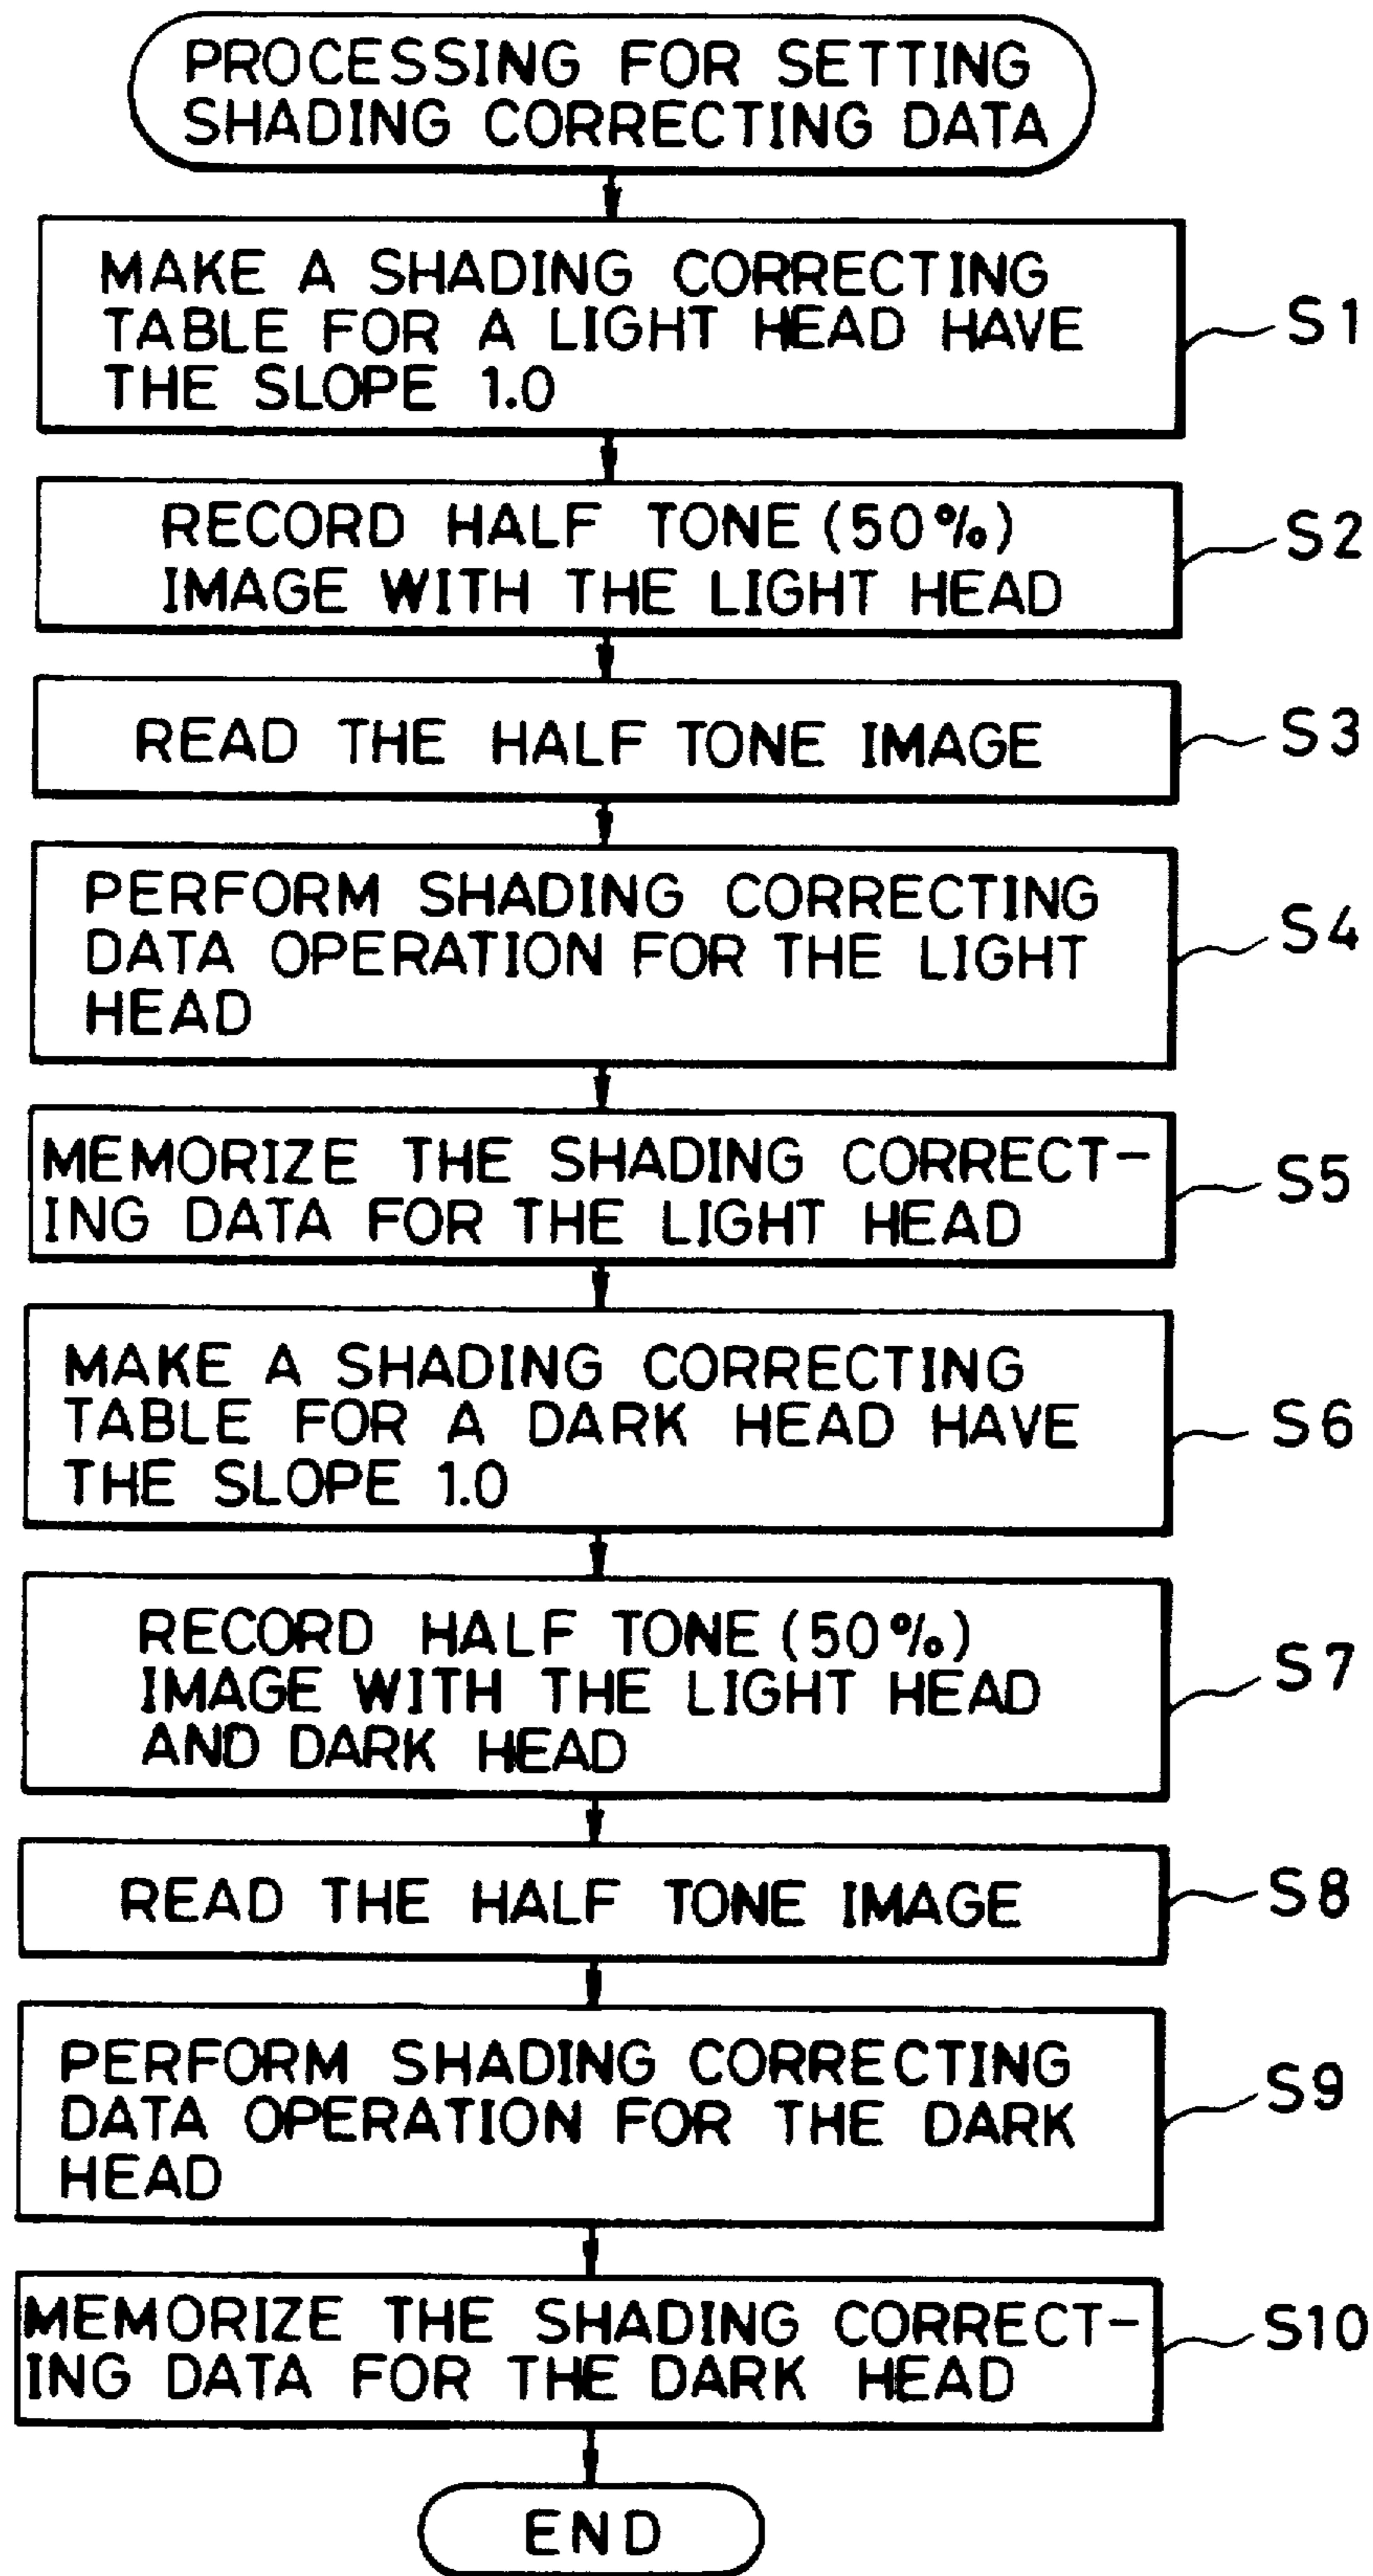 PROCESSING FOR SETTING
SHADING CORRECTING DATA
MAKE A SHADING CORRECTING
TABLE FOR A LIGHT HEAD HAVE
THE SLOPE 1.0
S1
RECORD HALF TONE (50%)
IMAGE WITH THE LIGHT HEAD
S2
READ THE HALF TONE IMAGE
S3
PERFORM SHADING CORRECTING
DATA OPERATION FOR THE LIGHT
HEAD
S4
MEMORIZE THE SHADING CORRECT-
ING DATA FOR THE LIGHT HEAD
S5
MAKE A SHADING CORRECTING
TABLE FOR A DARK HEAD HAVE
THE SLOPE 1.0
S6
RECORD HALF TONE (50%)
IMAGE WITH THE LIGHT HEAD
AND DARK HEAD
S7
READ THE HALF TONE IMAGE
S8
PERFORM SHADING CORRECTING
DATA OPERATION FOR THE DARK
HEAD
S9
MEMORIZE THE SHADING CORRECT-
ING DATA FOR THE DARK HEAD
S10
END